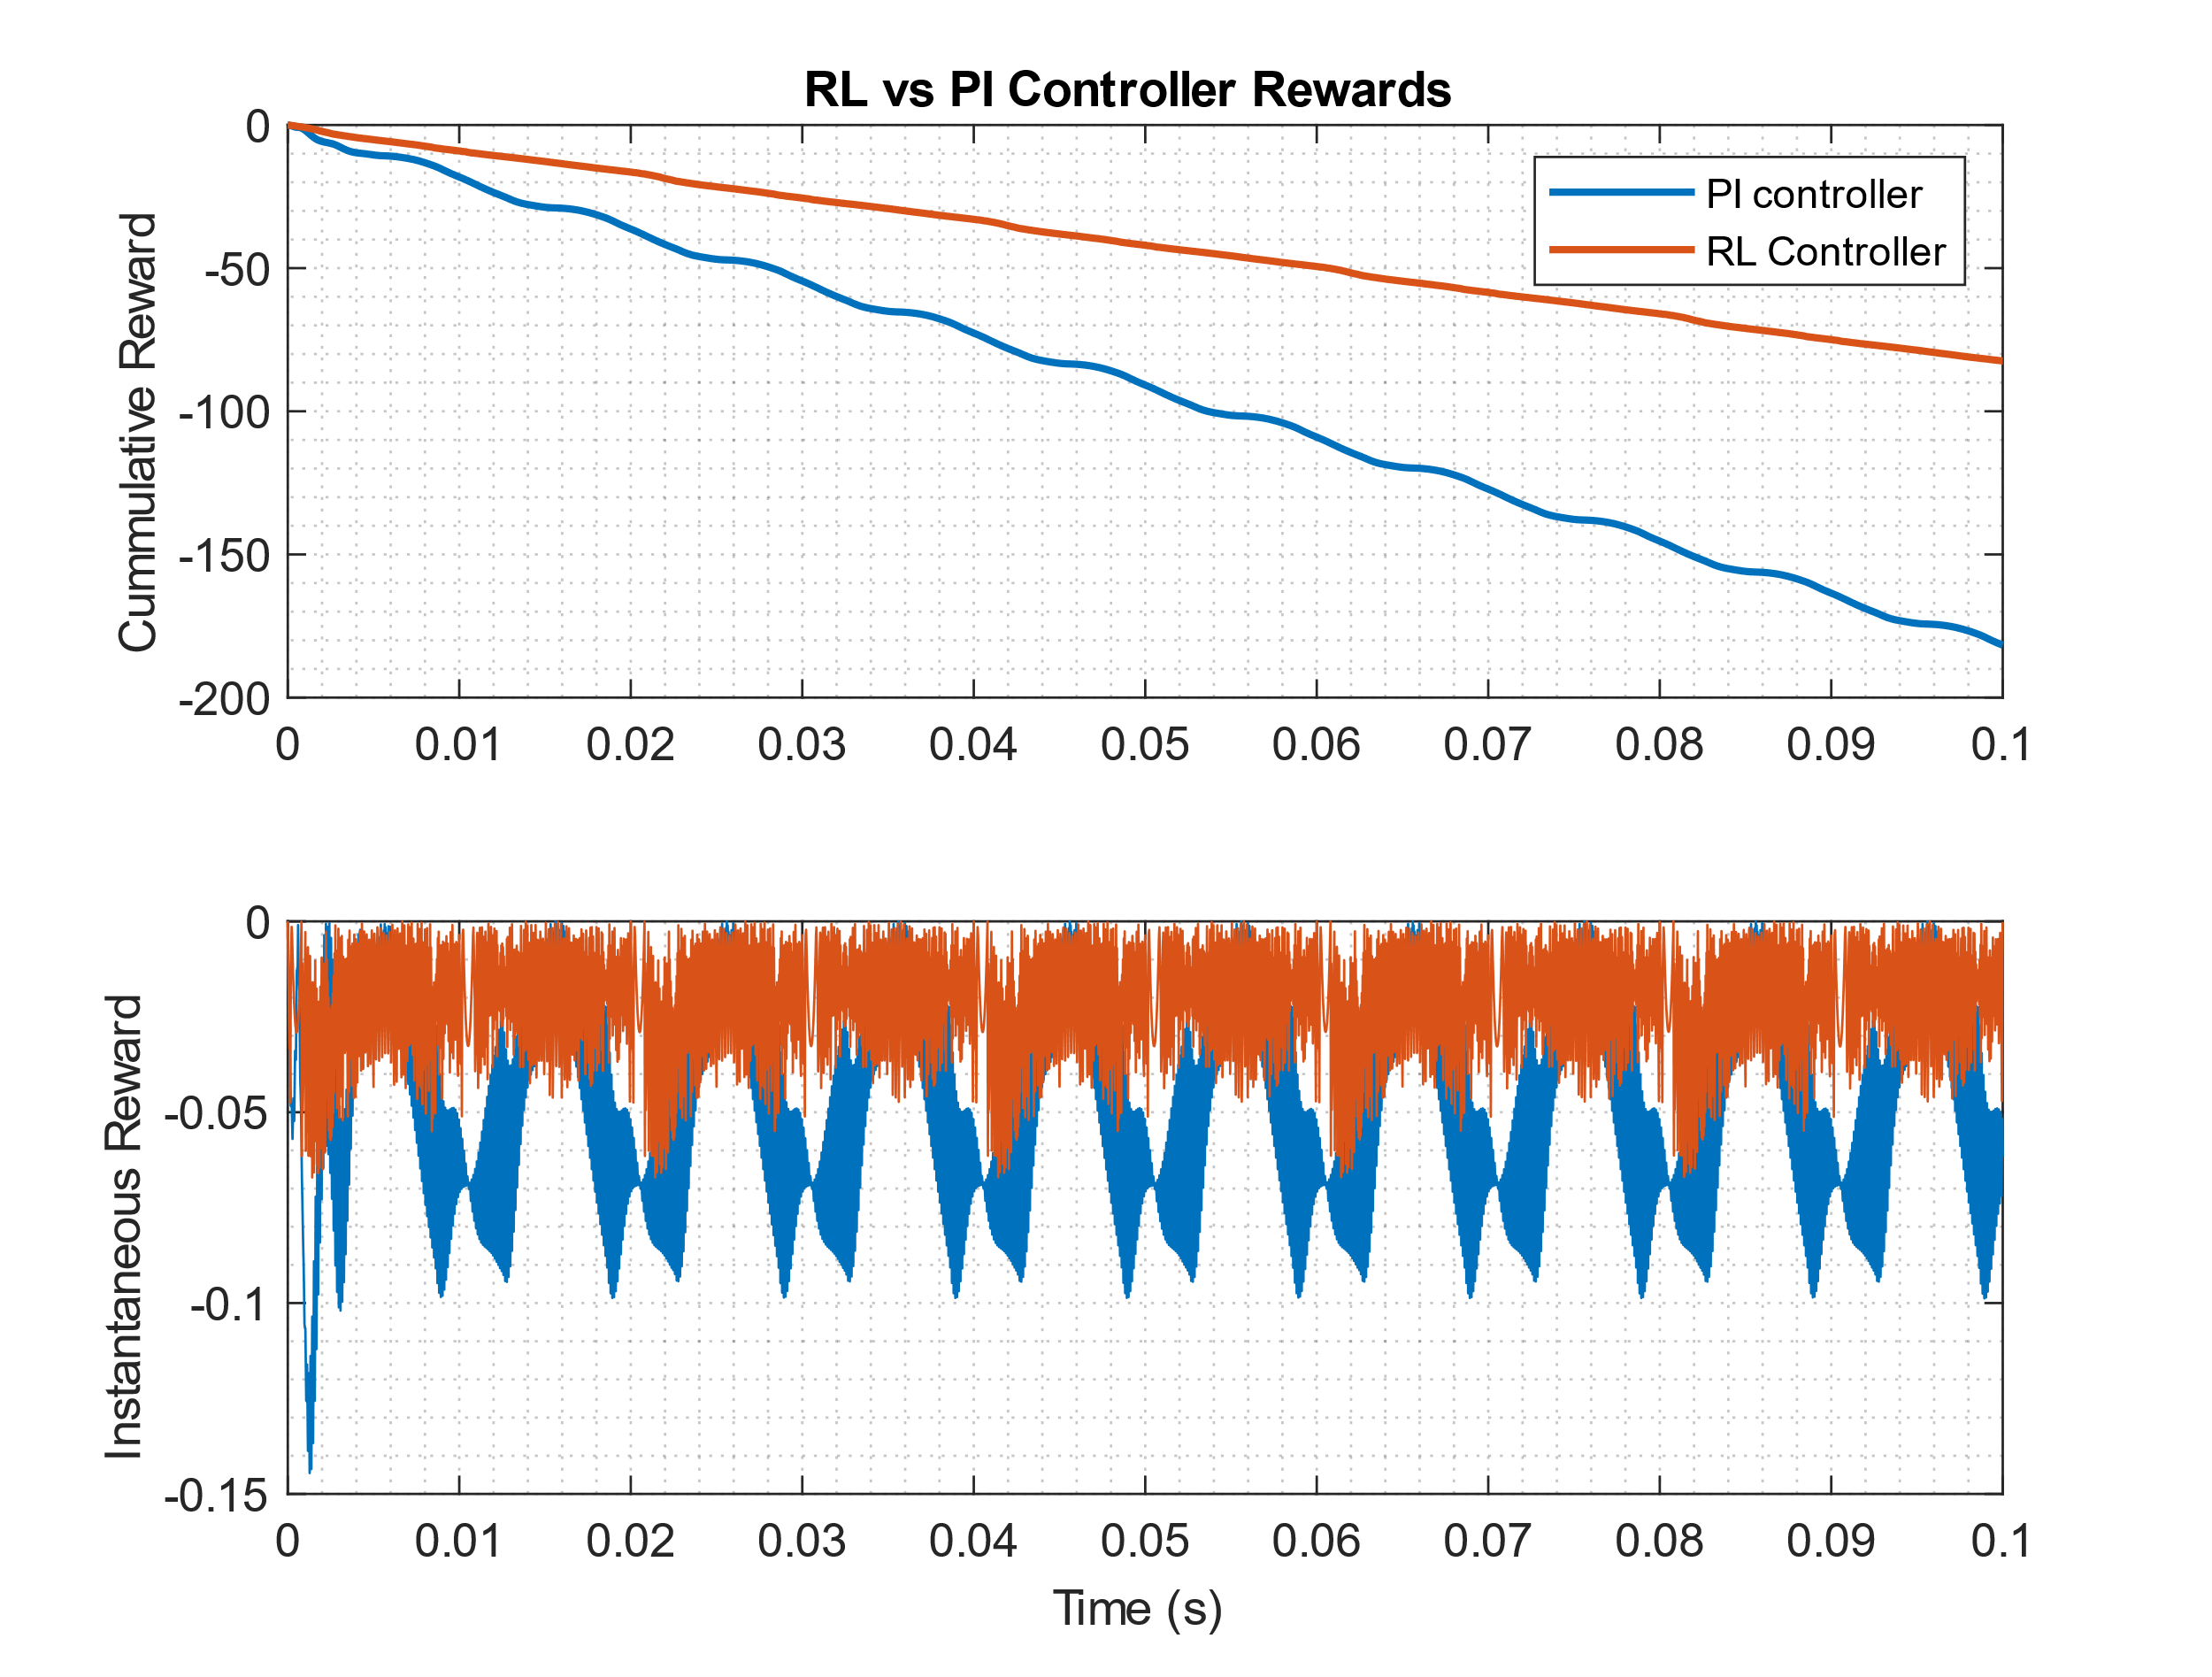 RL vs PI Controller Rewards
Cummulative Reward
0
-50
-100
-150
-200
PI controller
RL Controller
0 0.01 0.02 0.03 0.04 0.05 0.06 0.07 0.08 0.09 0.1
Instantaneous Reward
0
-0.05
-0.1
-0.15
0 0.01 0.02 0.03 0.04 0.05 0.06 0.07 0.08 0.09 0.1
Time (s)